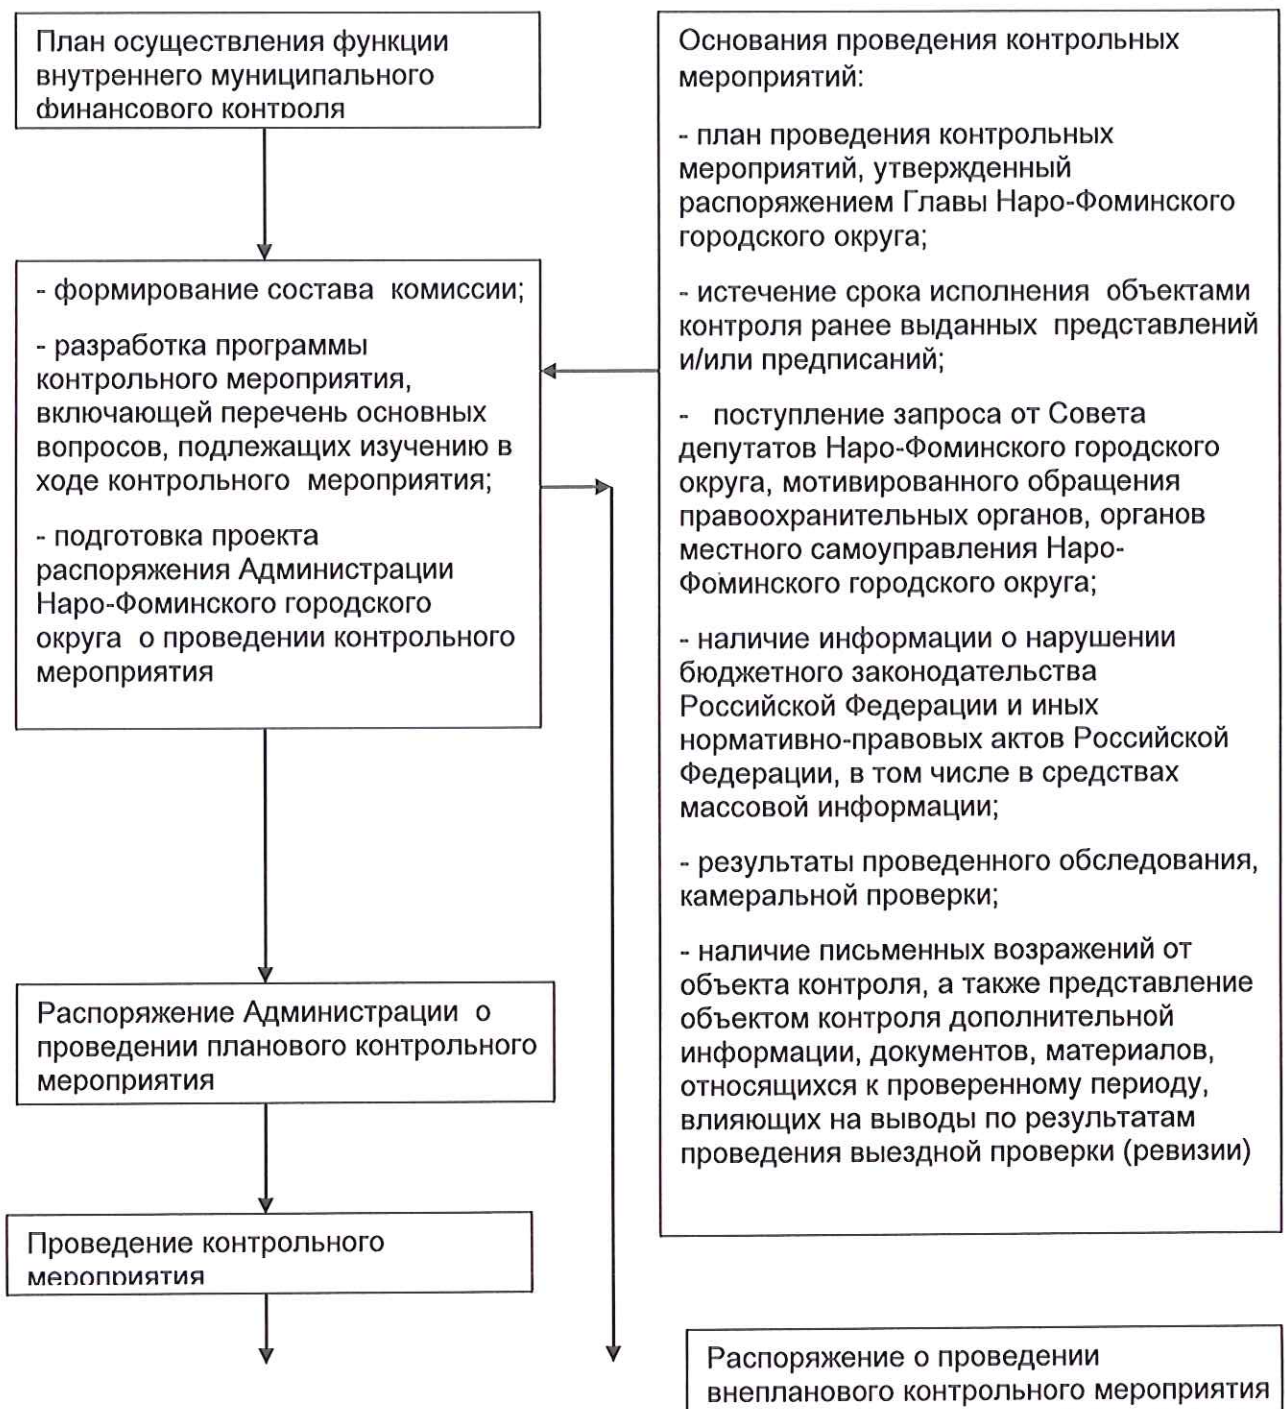 План осуществления функции
внутреннего муниципального
финансового контроля
- формирование состава комиссии;
- разработка программы
контрольного мероприятия,
включающей перечень основных
вопросов, подлежащих изучению в
ходе контрольного мероприятия;
- подготовка проекта
распоряжения Администрации
Наро-Фоминского городского
округа о проведении контрольного
мероприятия
Распоряжение Администрации о
проведении планового контрольного
мероприятия
Проведение контрольного
мероприятия
Основания проведения контрольных
мероприятий:
- план проведения контрольных
мероприятий, утвержденный
распоряжением Главы Наро-Фоминского
городского округа;
- истечение срока исполнения объектами
контроля ранее выданных представлений
и/или предписаний;
- поступление запроса от Совета
депутатов Наро-Фоминского городского
округа, мотивированного обращения
правоохранительных органов, органов
местного самоуправления Наро-
Фоминского городского округа;
- наличие информации о нарушении
бюджетного законодательства
Российской Федерации и иных
нормативно-правовых актов Российской
Федерации, в том числе в средствах
массовой информации;
- результаты проведенного обследования,
камеральной проверки;
- наличие письменных возражений от
объекта контроля, а также представление
объектом контроля дополнительной
информации, документов, материалов,
относящихся к проверенному периоду,
влияющих на выводы по результатам
проведения выездной проверки (ревизии)
Распоряжение о проведении
внепланового контрольного мероприятия